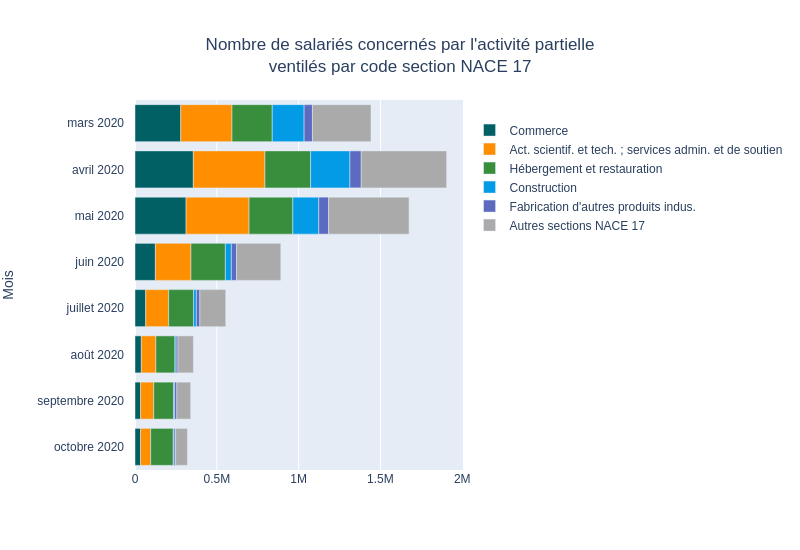 Nombre de salariés concernés par l'activité partielle
ventilés par code section NACE 17
Mois
mars 2020
avril 2020
mai 2020
juin 2020
juillet 2020
août 2020
septembre 2020
octobre 2020
0
0.5M
1M
1.5M
2M
Commerce
Act. scientif. et tech. ; services admin. et de soutien
Hébergement et restauration
Construction
Fabrication d'autres produits indus.
Autres sections NACE 17